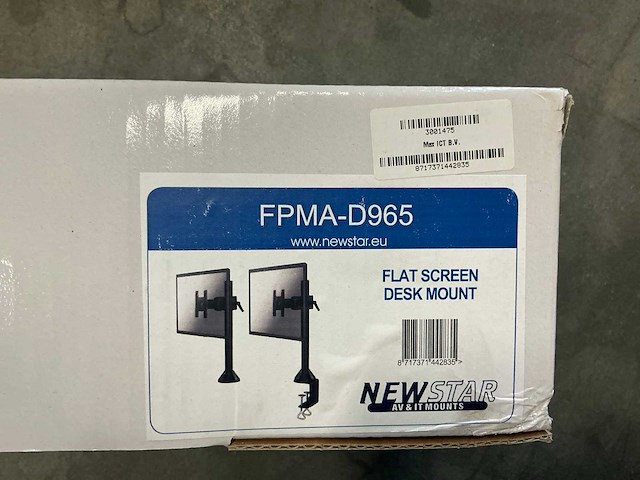 3001475
Max ICT B.V.
8717371442835
FPMA-D965
www.newstar.eu
FLAT SCREEN
DESK MOUNT
8 717371 442835 >
NEWSTAR
AV & IT MOUNTS